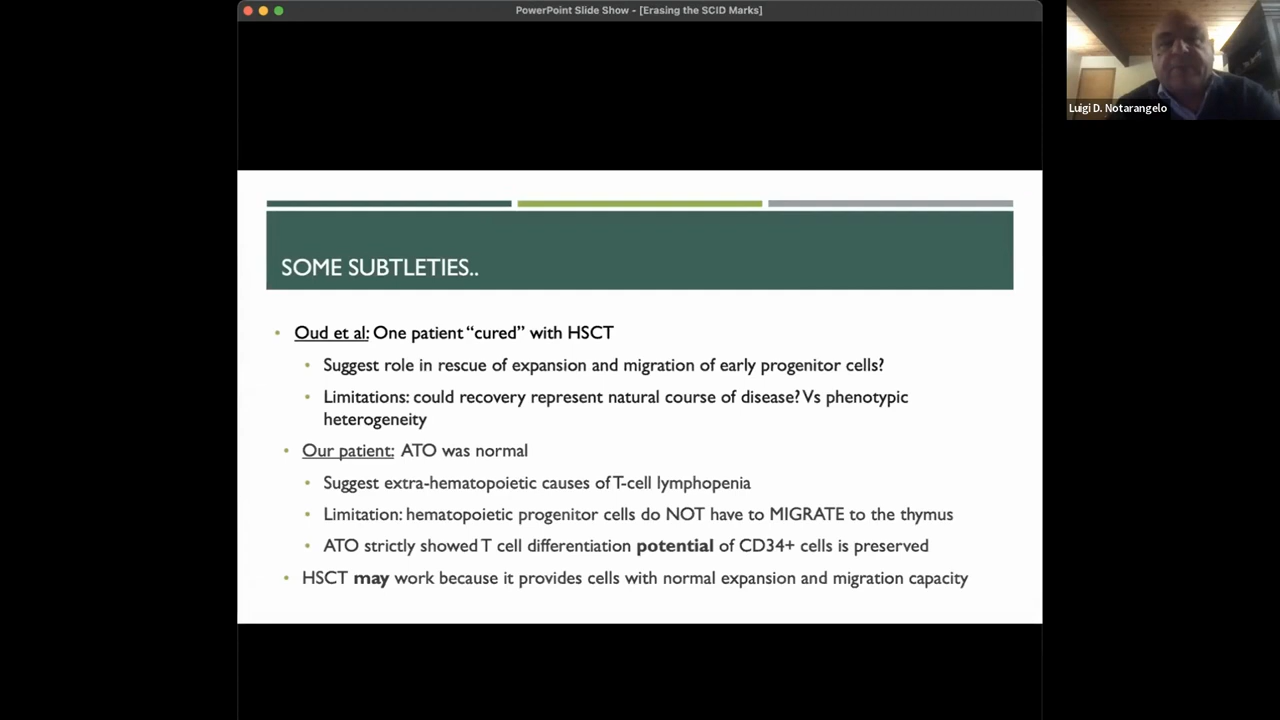 PowerPoint Slide Show - [Erasing the SCID Marks]
Luigi D. Notarangelo
SOME SUBTLETIES..
• Oud et al: One patient “cured” with HSCT
• Suggest role in rescue of expansion and migration of early progenitor cells?
• Limitations: could recovery represent natural course of disease? Vs phenotypic
heterogeneity
• Our patient: ATO was normal
• Suggest extra-hematopoietic causes of T-cell lymphopenia
• Limitation: hematopoietic progenitor cells do NOT have to MIGRATE to the thymus
• ATO strictly showed T cell differentiation potential of CD34+ cells is preserved
• HSCT may work because it provides cells with normal expansion and migration capacity